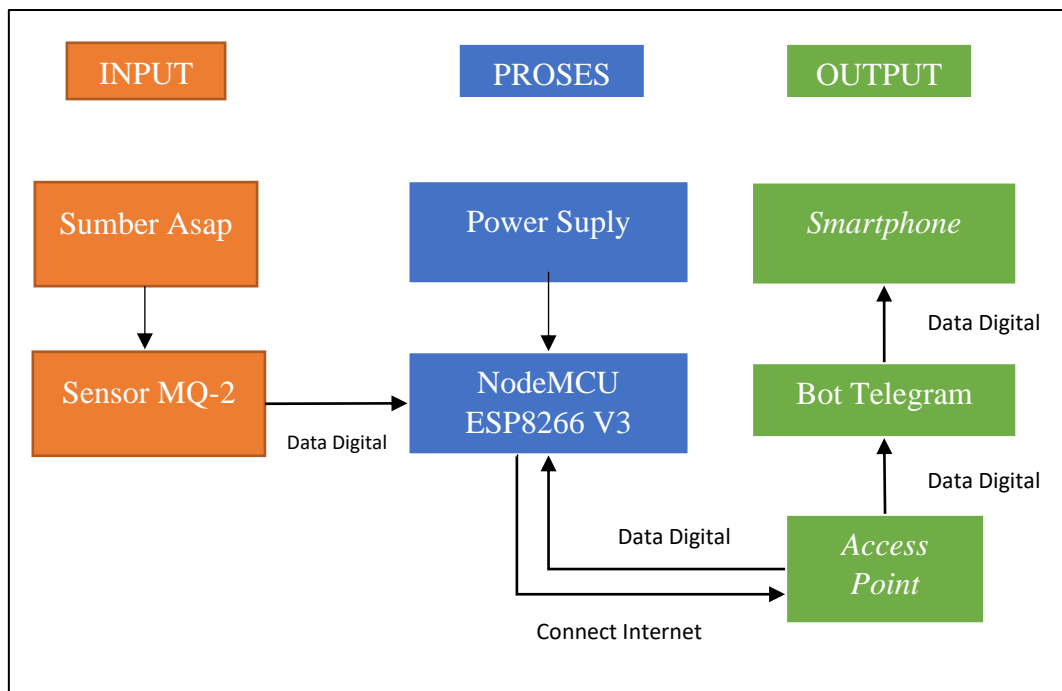 INPUT
PROSES
OUTPUT
Sumber Asap
Power Suply
Smartphone
Data Digital
Sensor MQ-2
Data Digital
NodeMCU
ESP8266 V3
Bot Telegram
Data Digital
Data Digital
Access
Point
Connect Internet